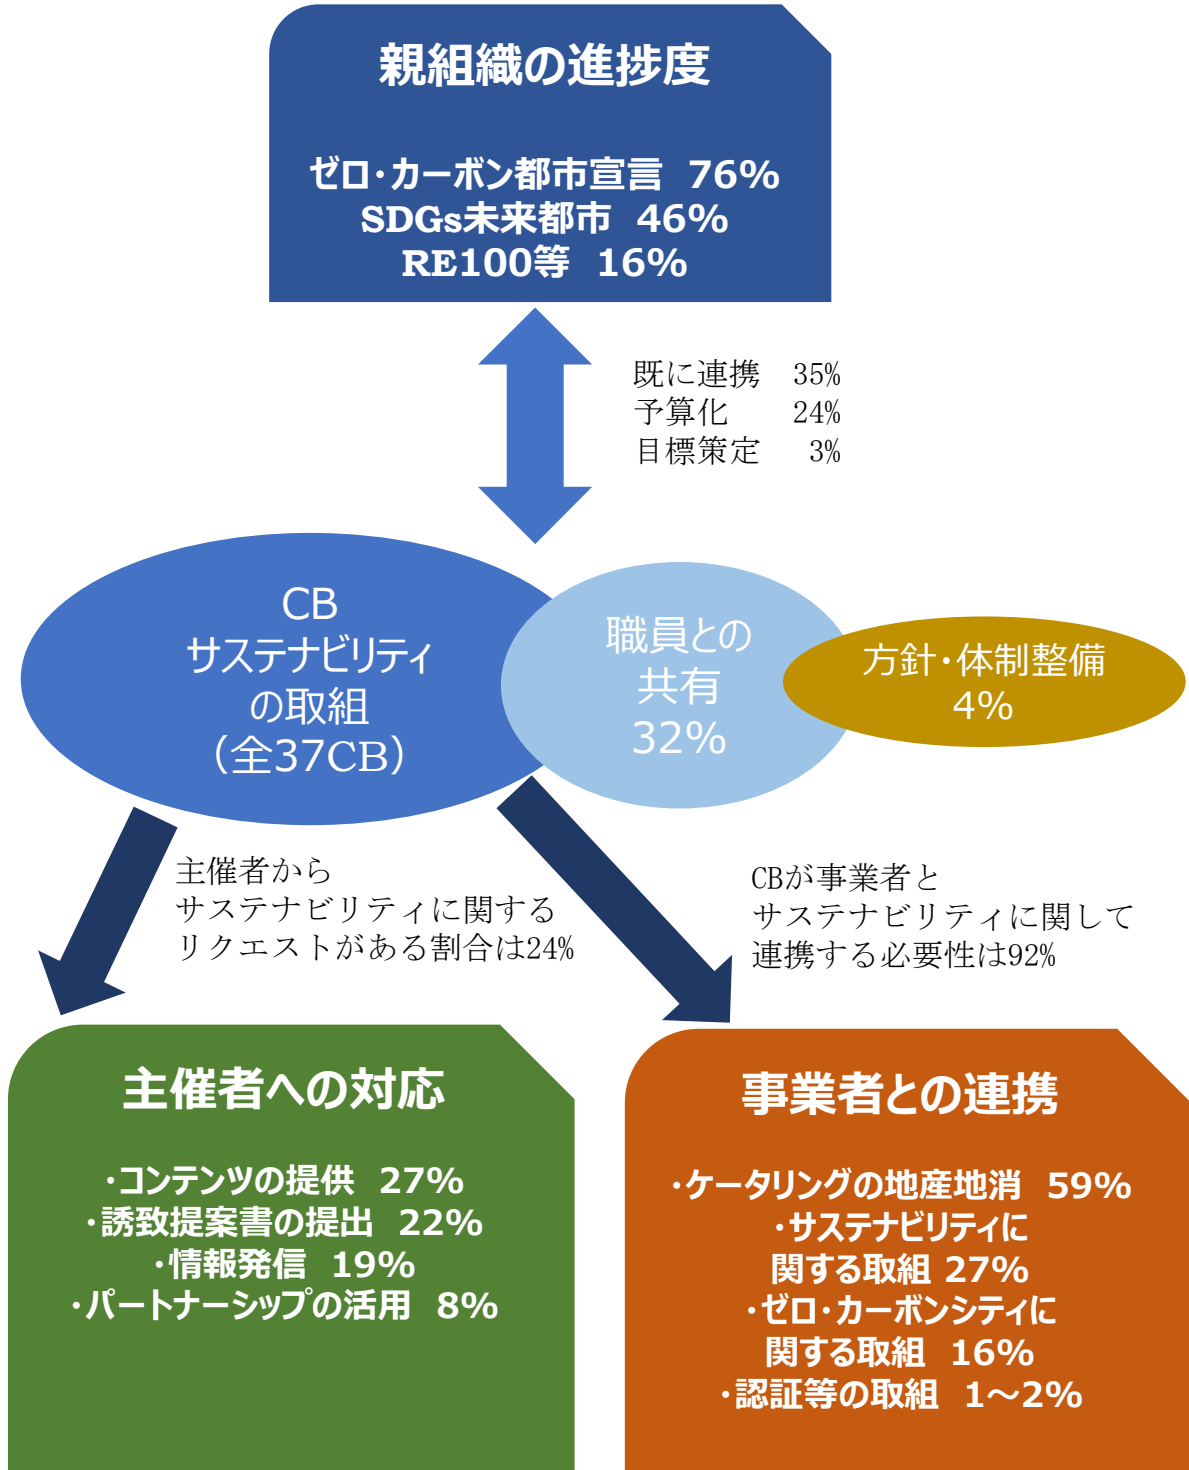 親組織の進捗度
ゼロ・カーボン都市宣言 76%
SDGs未来都市 46%
RE100等 16%
既に連携 35%
予算化 24%
目標策定 3%
CB
サステナビリティ
の取組
（全37CB）
職員との
共有
32%
方針・体制整備
4%
主催者から
サステナビリティに関する
リクエストがある割合は24%
CBが事業者と
サステナビリティに関して
連携する必要性は92%
主催者への対応
・コンテンツの提供 27%
・誘致提案書の提出 22%
・情報発信 19%
・パートナーシップの活用 8%
事業者との連携
・ケータリングの地産地消 59%
・サステナビリティに
関する取組 27%
・ゼロ・カーボンシティに
関する取組 16%
・認証等の取組 1～2%